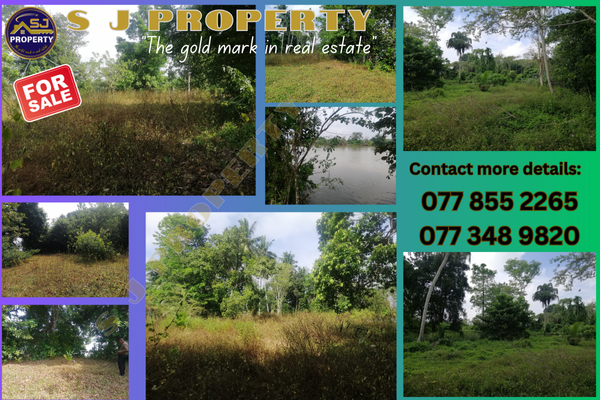 SJ
PROPERTY
S J PROPERTY
"The gold mark in real estate"
FOR
SALE
Contact more details:
077 855 2265
077 348 9820
S J PROPERTY